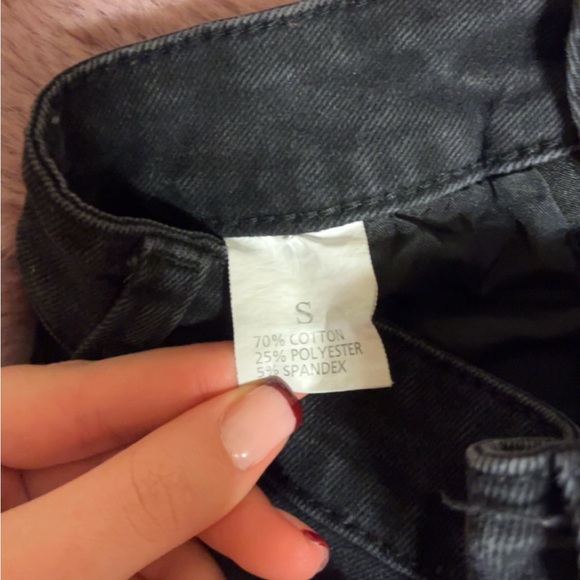 S
70% COTTON
25% POLYESTER
5% SPANDEX